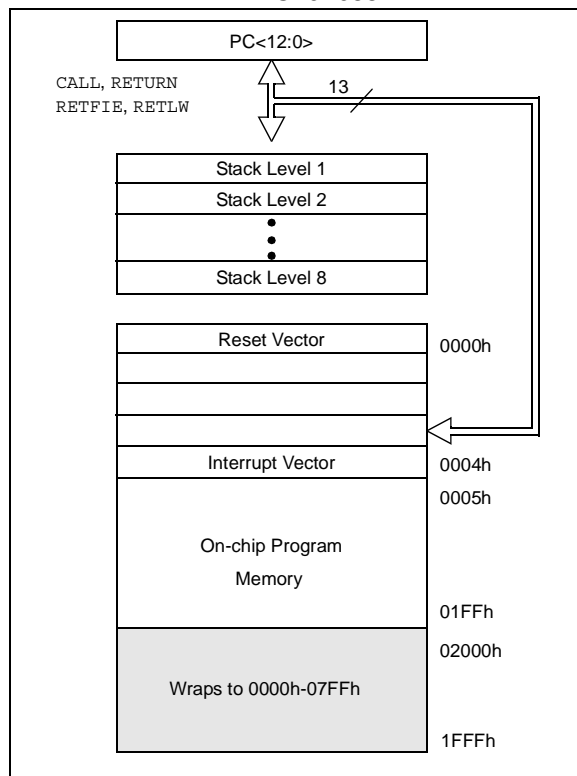 PC<12:0>
CALL, RETURN
RETFIE, RETLW
13
Stack Level 1
Stack Level 2
Stack Level 8
Reset Vector
0000h
Interrupt Vector
0004h
0005h
On-chip Program
Memory
01FFh
02000h
Wraps to 0000h-07FFh
1FFFh